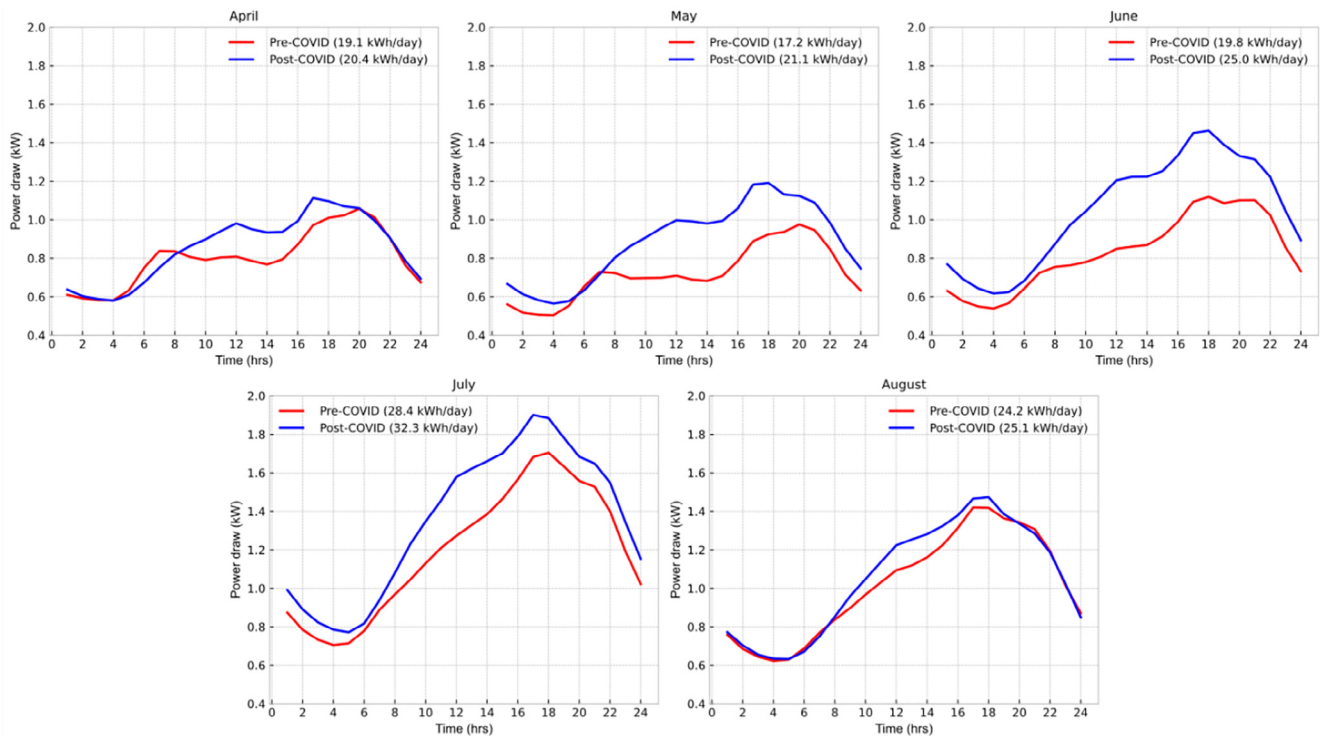 April
2.0
1.8
1.6
1.4
1.2
1.0
0.8
0.6
0.4
Power draw (kW)
Pre-COVID (19.1 kWh/day)
Post-COVID (20.4 kWh/day)
0 2 4 6 8 10 12 14 16 18 20 22 24
Time (hrs)
May
2.0
1.8
1.6
1.4
1.2
1.0
0.8
0.6
0.4
Power draw (kW)
Pre-COVID (17.2 kWh/day)
Post-COVID (21.1 kWh/day)
0 2 4 6 8 10 12 14 16 18 20 22 24
Time (hrs)
June
2.0
1.8
1.6
1.4
1.2
1.0
0.8
0.6
0.4
Power draw (kW)
Pre-COVID (19.8 kWh/day)
Post-COVID (25.0 kWh/day)
0 2 4 6 8 10 12 14 16 18 20 22 24
Time (hrs)
July
2.0
1.8
1.6
1.4
1.2
1.0
0.8
0.6
0.4
Power draw (kW)
Pre-COVID (28.4 kWh/day)
Post-COVID (32.3 kWh/day)
0 2 4 6 8 10 12 14 16 18 20 22 24
Time (hrs)
August
2.0
1.8
1.6
1.4
1.2
1.0
0.8
0.6
0.4
Power draw (kW)
Pre-COVID (24.2 kWh/day)
Post-COVID (25.1 kWh/day)
0 2 4 6 8 10 12 14 16 18 20 22 24
Time (hrs)